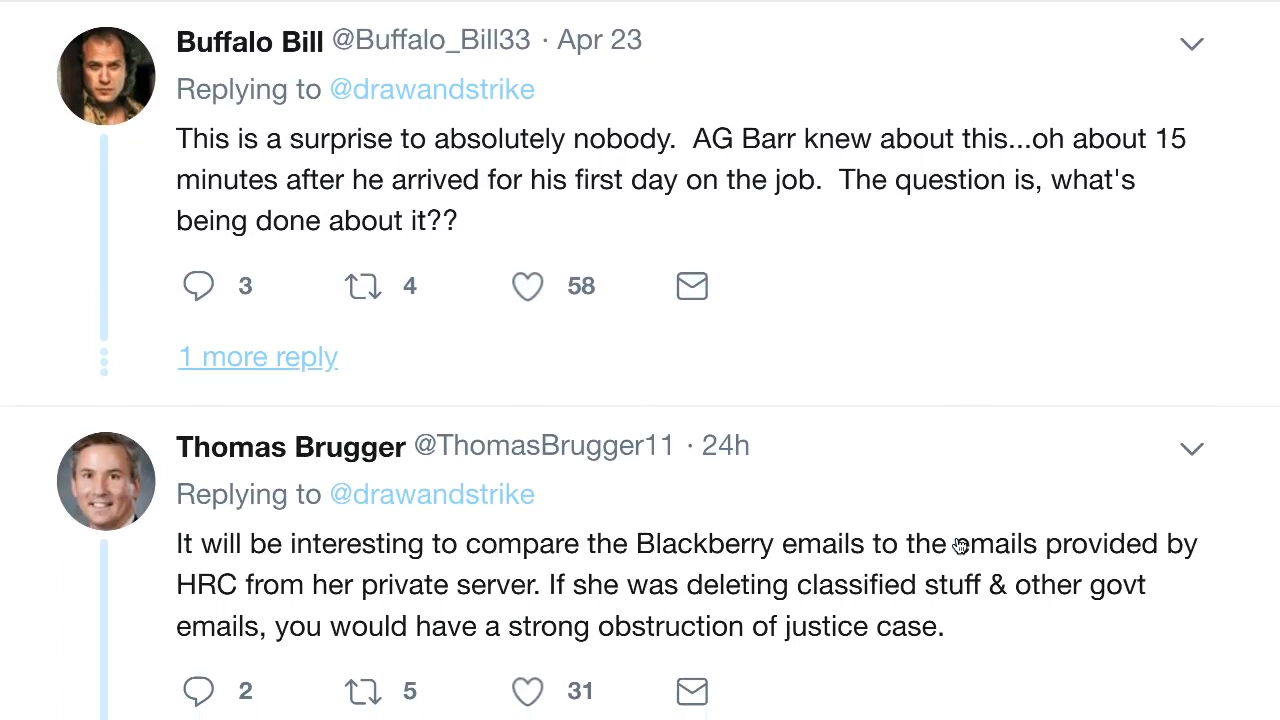 Buffalo Bill @Buffalo_Bill33 · Apr 23
Replying to @drawandstrike
This is a surprise to absolutely nobody.  AG Barr knew about this...oh about 15
minutes after he arrived for his first day on the job.  The question is, what's
being done about it??
3 4 58
1 more reply
Thomas Brugger @ThomasBrugger11 · 24h
Replying to @drawandstrike
It will be interesting to compare the Blackberry emails to the emails provided by
HRC from her private server. If she was deleting classified stuff & other govt
emails, you would have a strong obstruction of justice case.
2 5 31